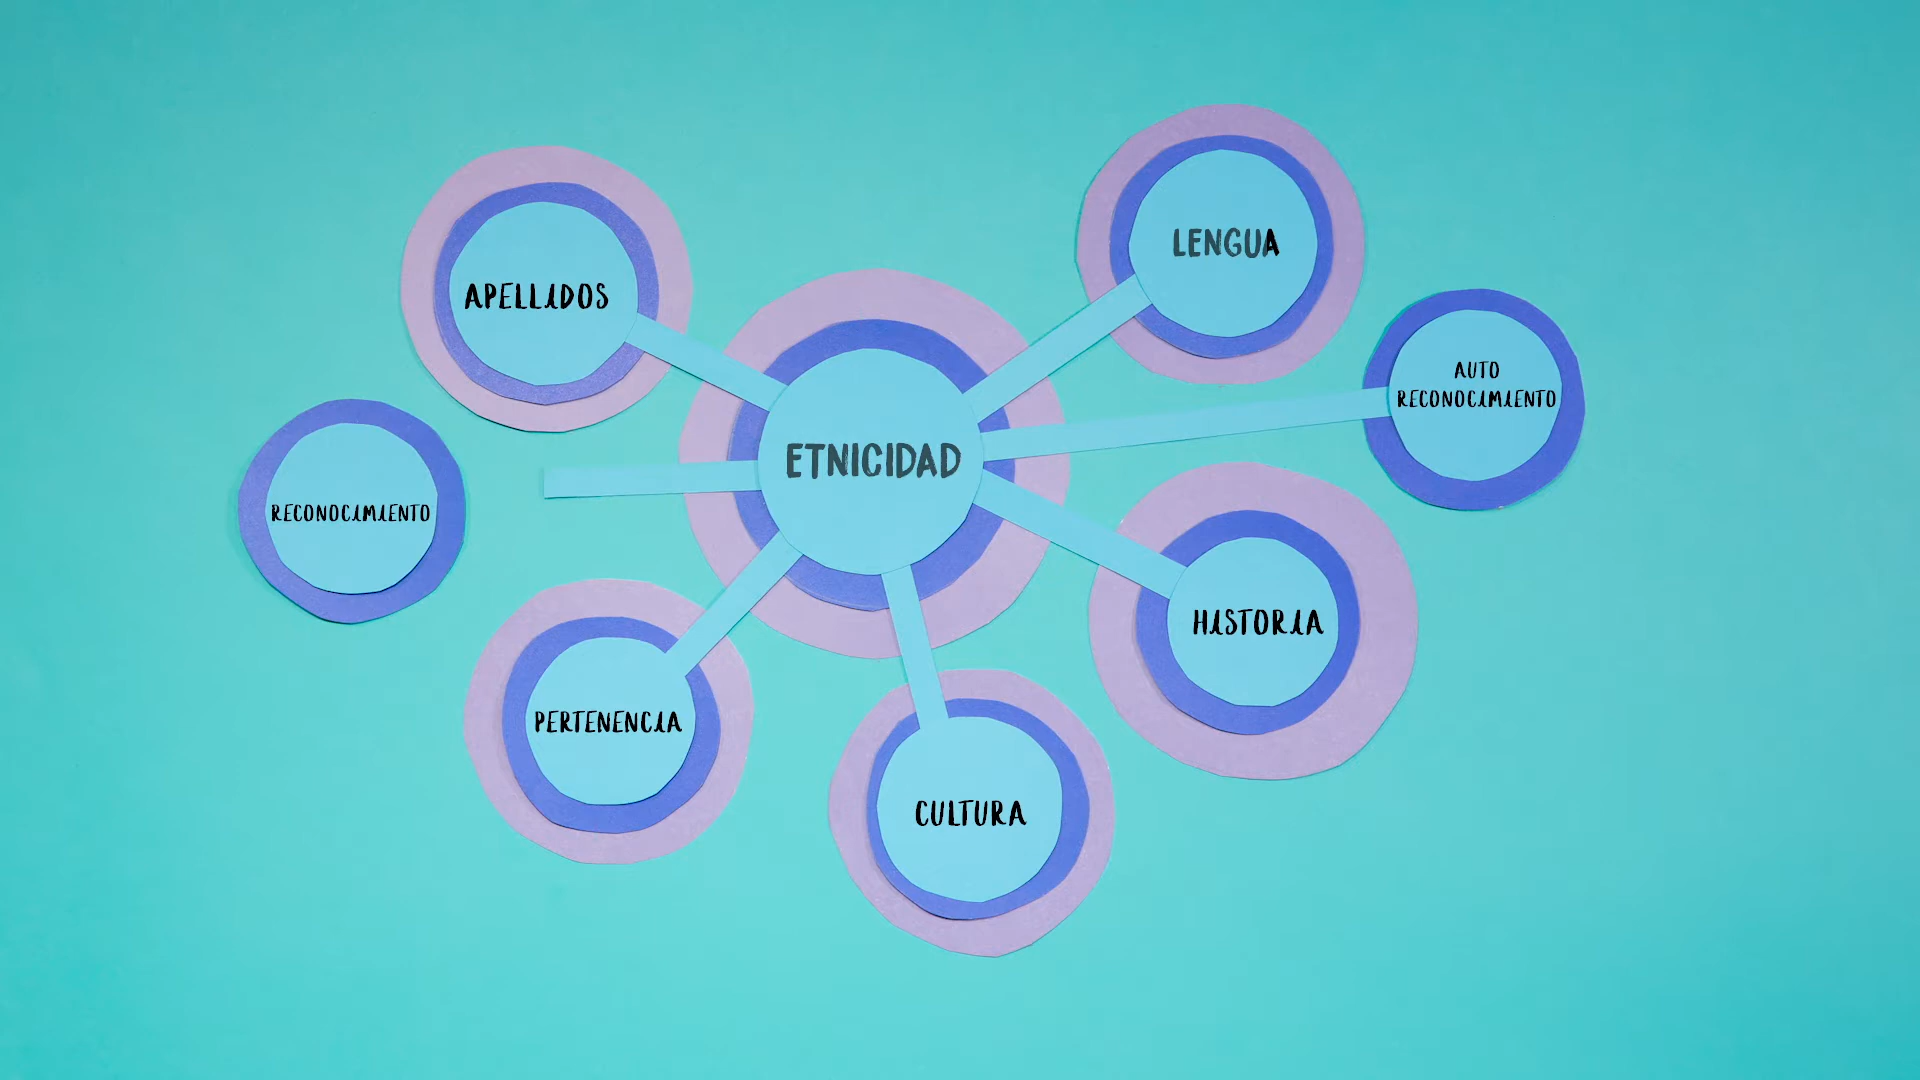 LENGUA
APELLIDOS
AUTO
RECONOCIMIENTO
ETNICIDAD
RECONOCIMIENTO
HISTORIA
PERTENENCIA
CULTURA